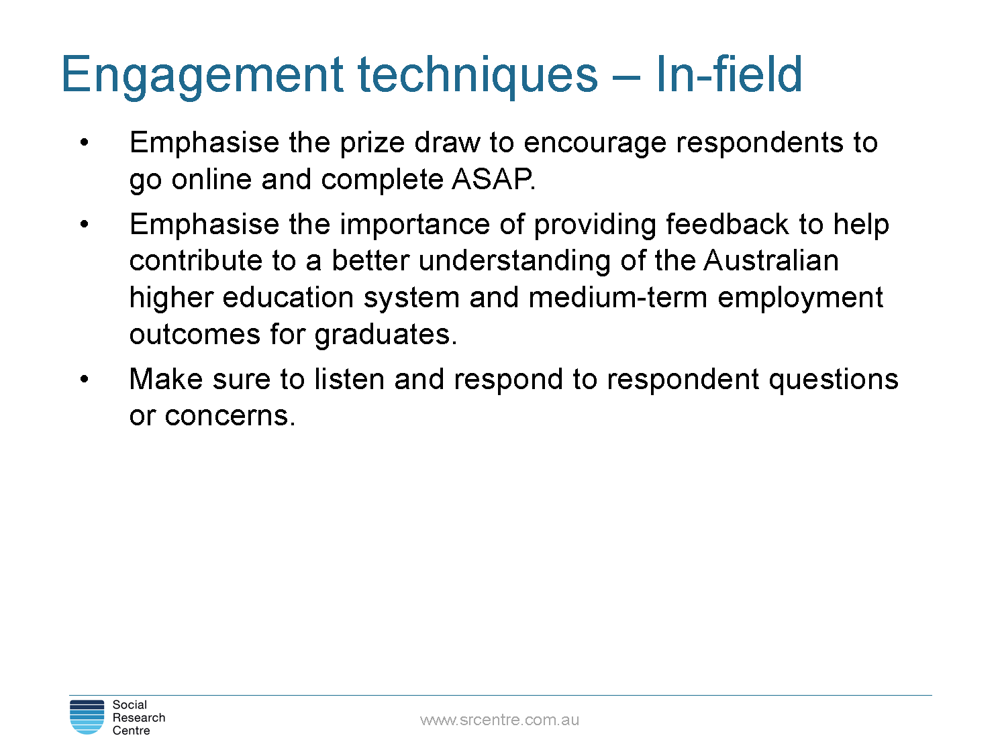 Engagement techniques – In-field
• Emphasise the prize draw to encourage respondents to
go online and complete ASAP.
• Emphasise the importance of providing feedback to help
contribute to a better understanding of the Australian
higher education system and medium-term employment
outcomes for graduates.
• Make sure to listen and respond to respondent questions
or concerns.
Social
Research
Centre
www.srcentre.com.au